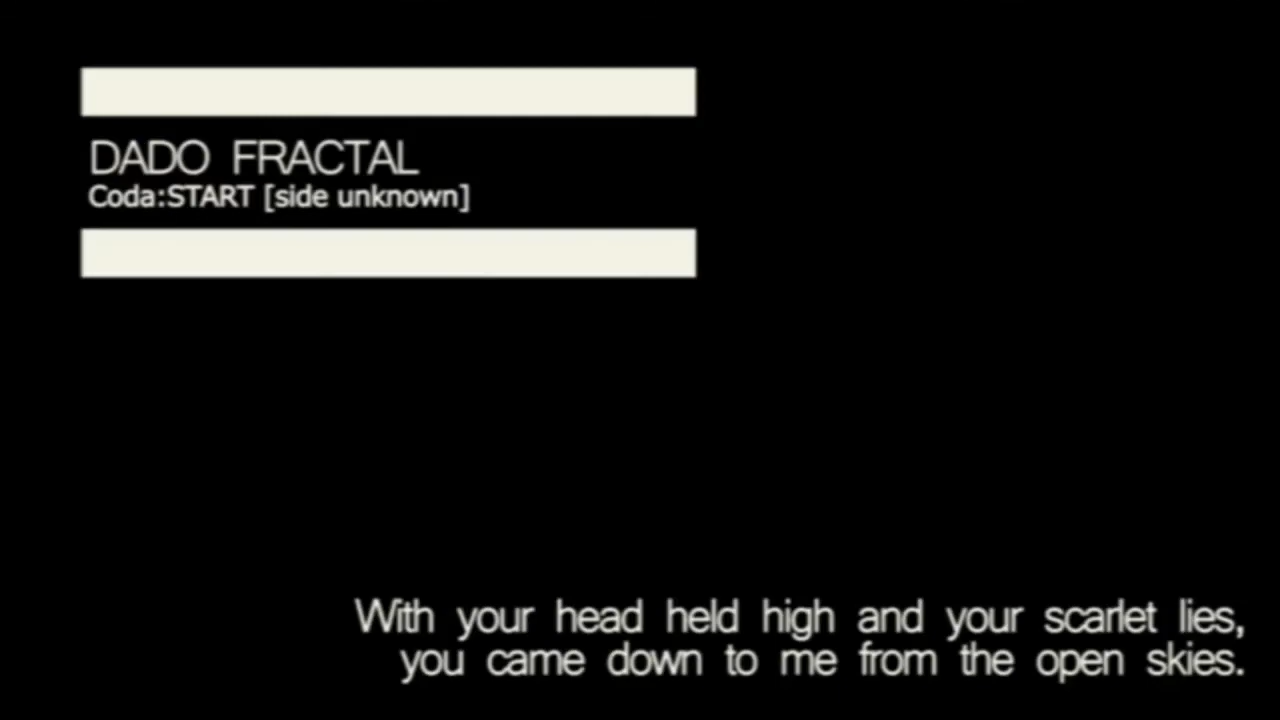 DADO FRACTAL
Coda:START [side unknown]
With your head held high and your scarlet lies,
you came down to me from the open skies.